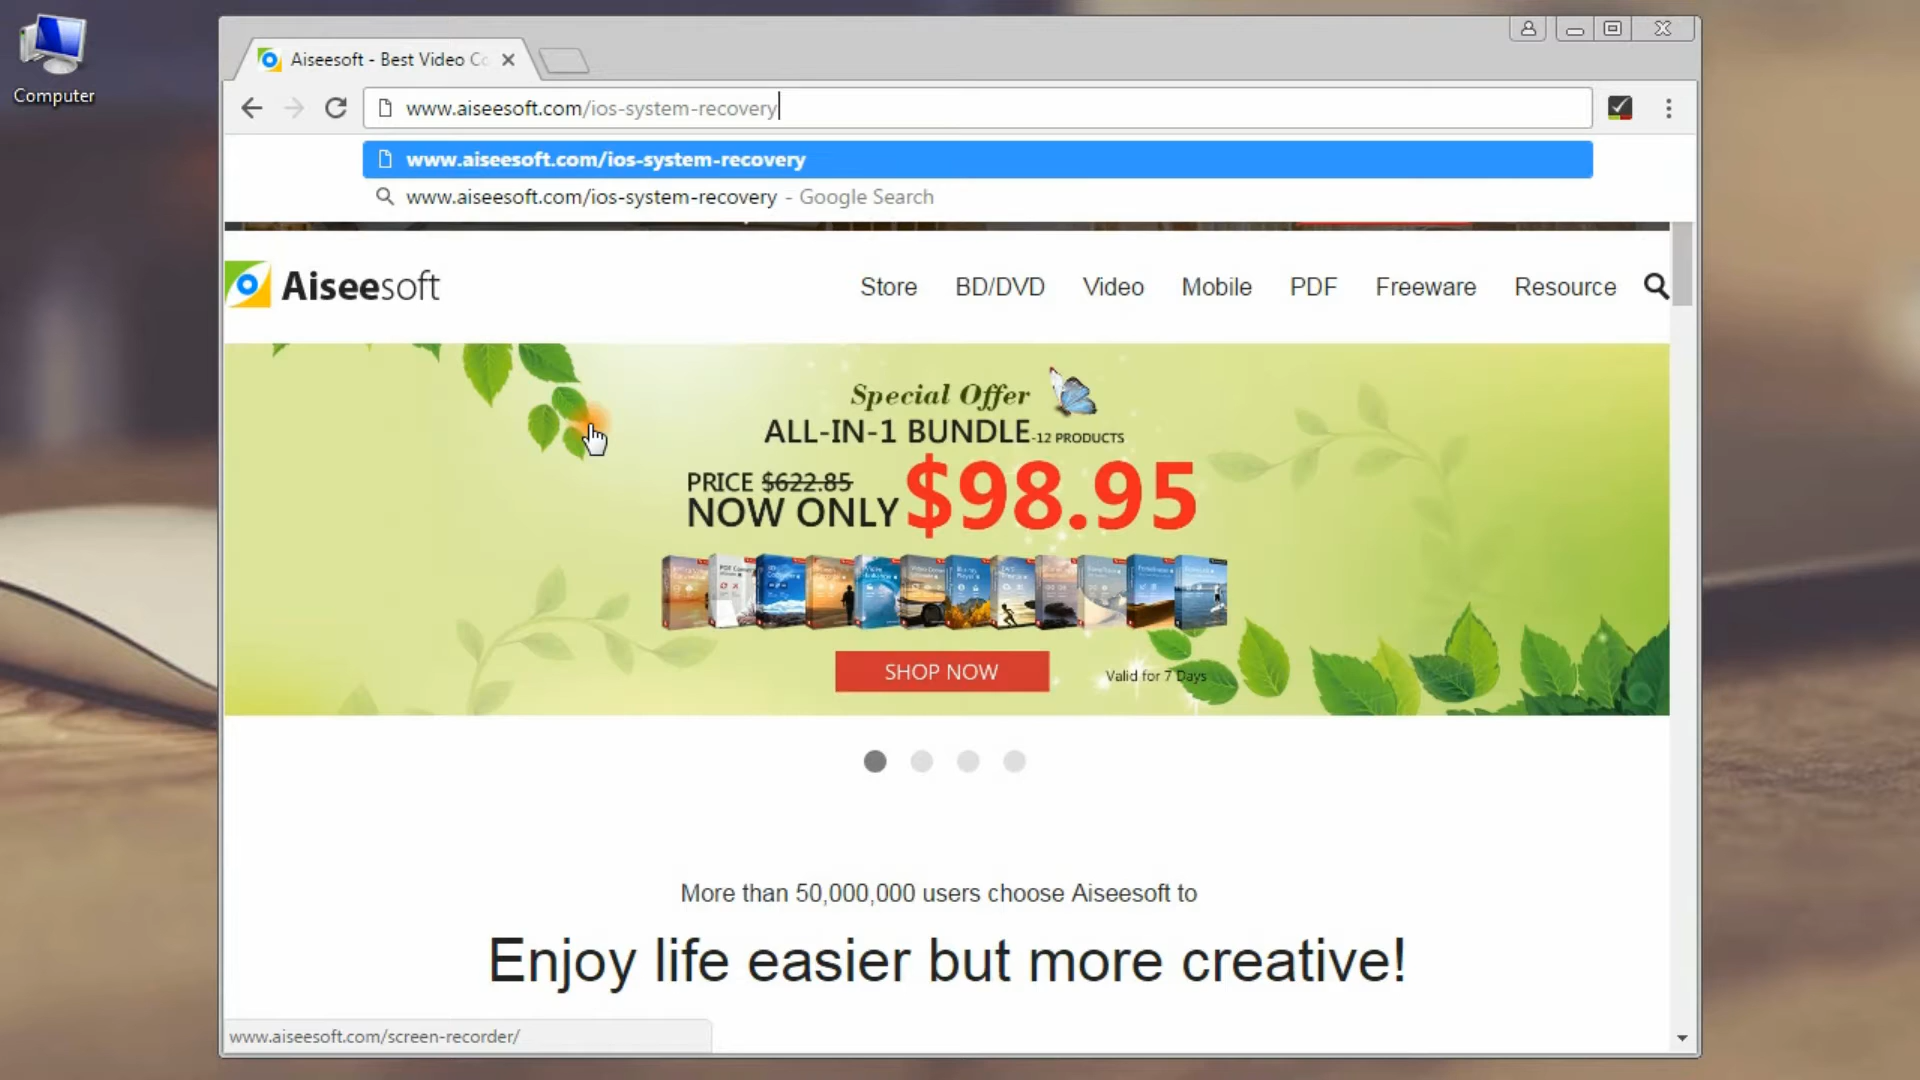 Computer
Aiseesoft - Best Video Co
www.aiseesoft.com/ios-system-recovery
www.aiseesoft.com/ios-system-recovery
www.aiseesoft.com/ios-system-recovery - Google Search
Aiseesoft
Store BD/DVD Video Mobile PDF Freeware Resource
Special Offer
ALL-IN-1 BUNDLE-12 PRODUCTS
PRICE $622.85
NOW ONLY $98.95
SHOP NOW
Valid for 7 Days
More than 50,000,000 users choose Aiseesoft to
Enjoy life easier but more creative!
www.aiseesoft.com/screen-recorder/